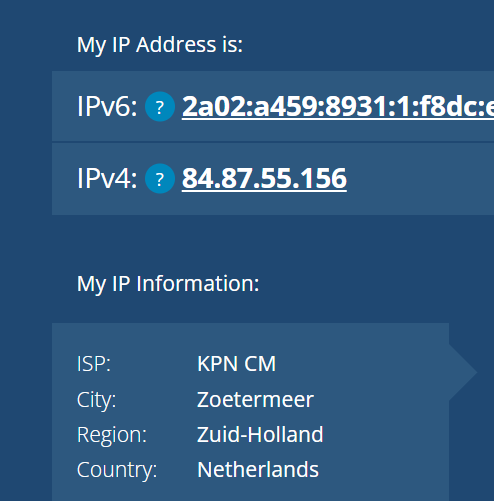 My IP Address is:
IPv6: ? 2a02:a459:8931:1:f8dc:
IPv4: ? 84.87.55.156
My IP Information:
ISP: KPN CM
City: Zoetermeer
Region: Zuid-Holland
Country: Netherlands